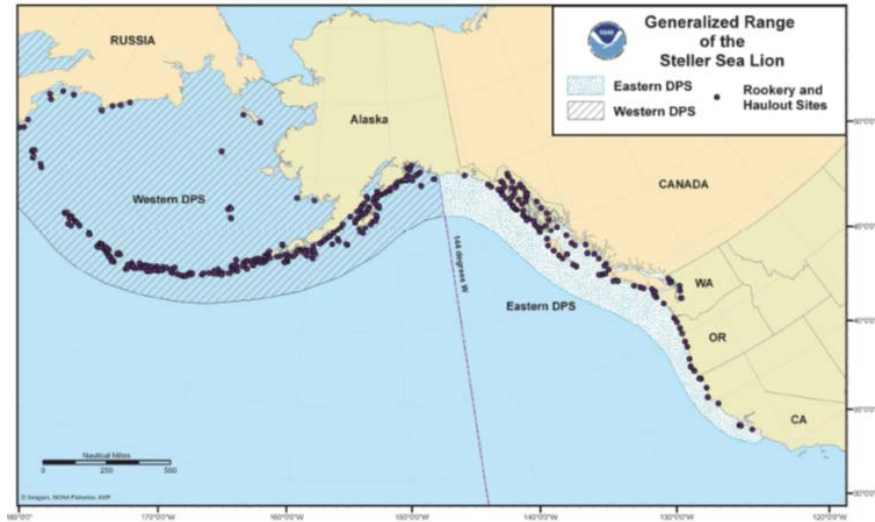 Generalized Range
of the
Steller Sea Lion
Eastern DPS
Western DPS
Rookery and
Haulout Sites
RUSSIA
Alaska
CANADA
Western DPS
144 degrees W
Eastern DPS
WA
OR
CA
Nautical Miles
0 250 500
170°0'0"W
160°0'0"W
150°0'0"W
140°0'0"W
130°0'0"W
120°0'0"W